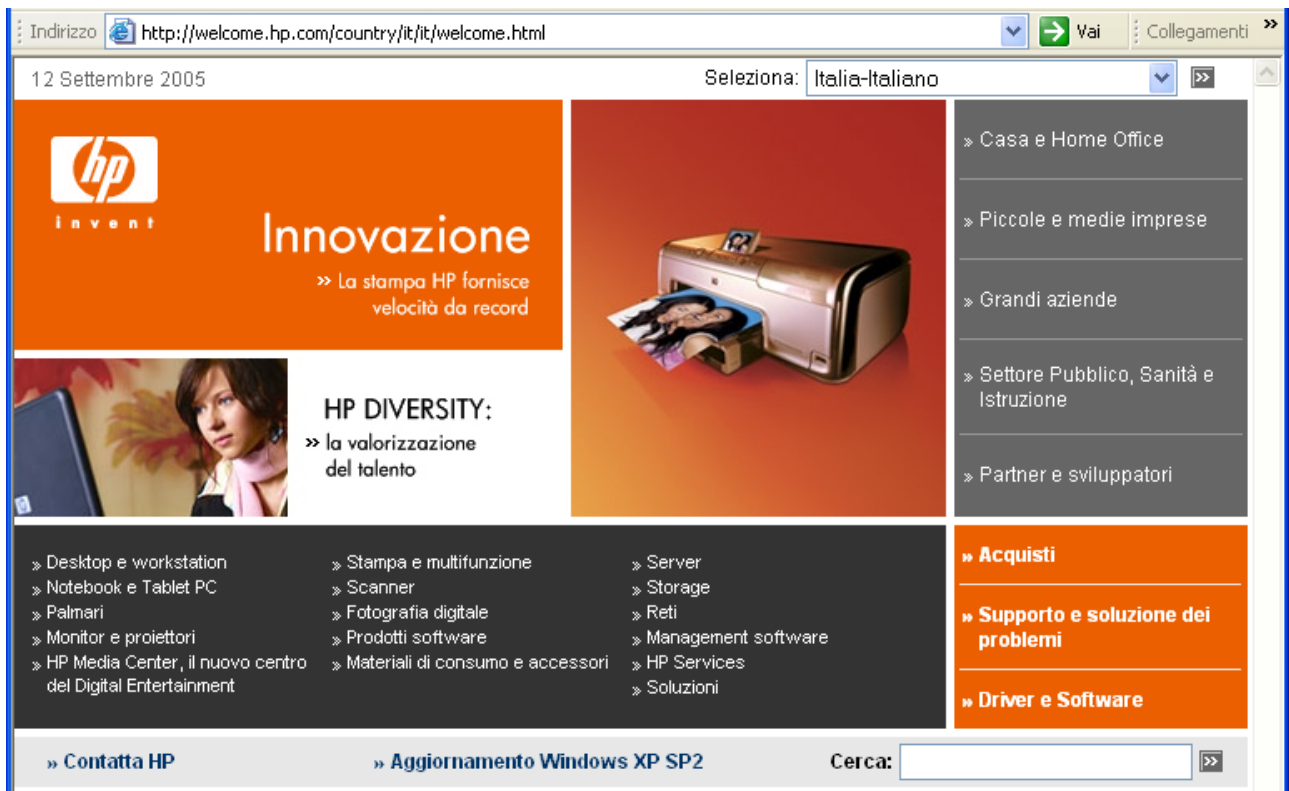 Indirizzo http://welcome.hp.com/country/it/it/welcome.html Vai Collegamenti »
12 Settembre 2005 Seleziona: Italia-Italiano »
hp
invent
Innovazione
» La stampa HP fornisce
velocità da record
HP DIVERSITY:
» la valorizzazione
del talento
» Casa e Home Office
» Piccole e medie imprese
» Grandi aziende
» Settore Pubblico, Sanità e
Istruzione
» Partner e sviluppatori
» Desktop e workstation
» Notebook e Tablet PC
» Palmari
» Monitor e proiettori
» HP Media Center, il nuovo centro
del Digital Entertainment
» Stampa e multifunzione
» Scanner
» Fotografia digitale
» Prodotti software
» Materiali di consumo e accessori
» Server
» Storage
» Reti
» Management software
» HP Services
» Soluzioni
» Acquisti
» Supporto e soluzione dei
problemi
» Driver e Software
» Contatta HP » Aggiornamento Windows XP SP2 Cerca: »